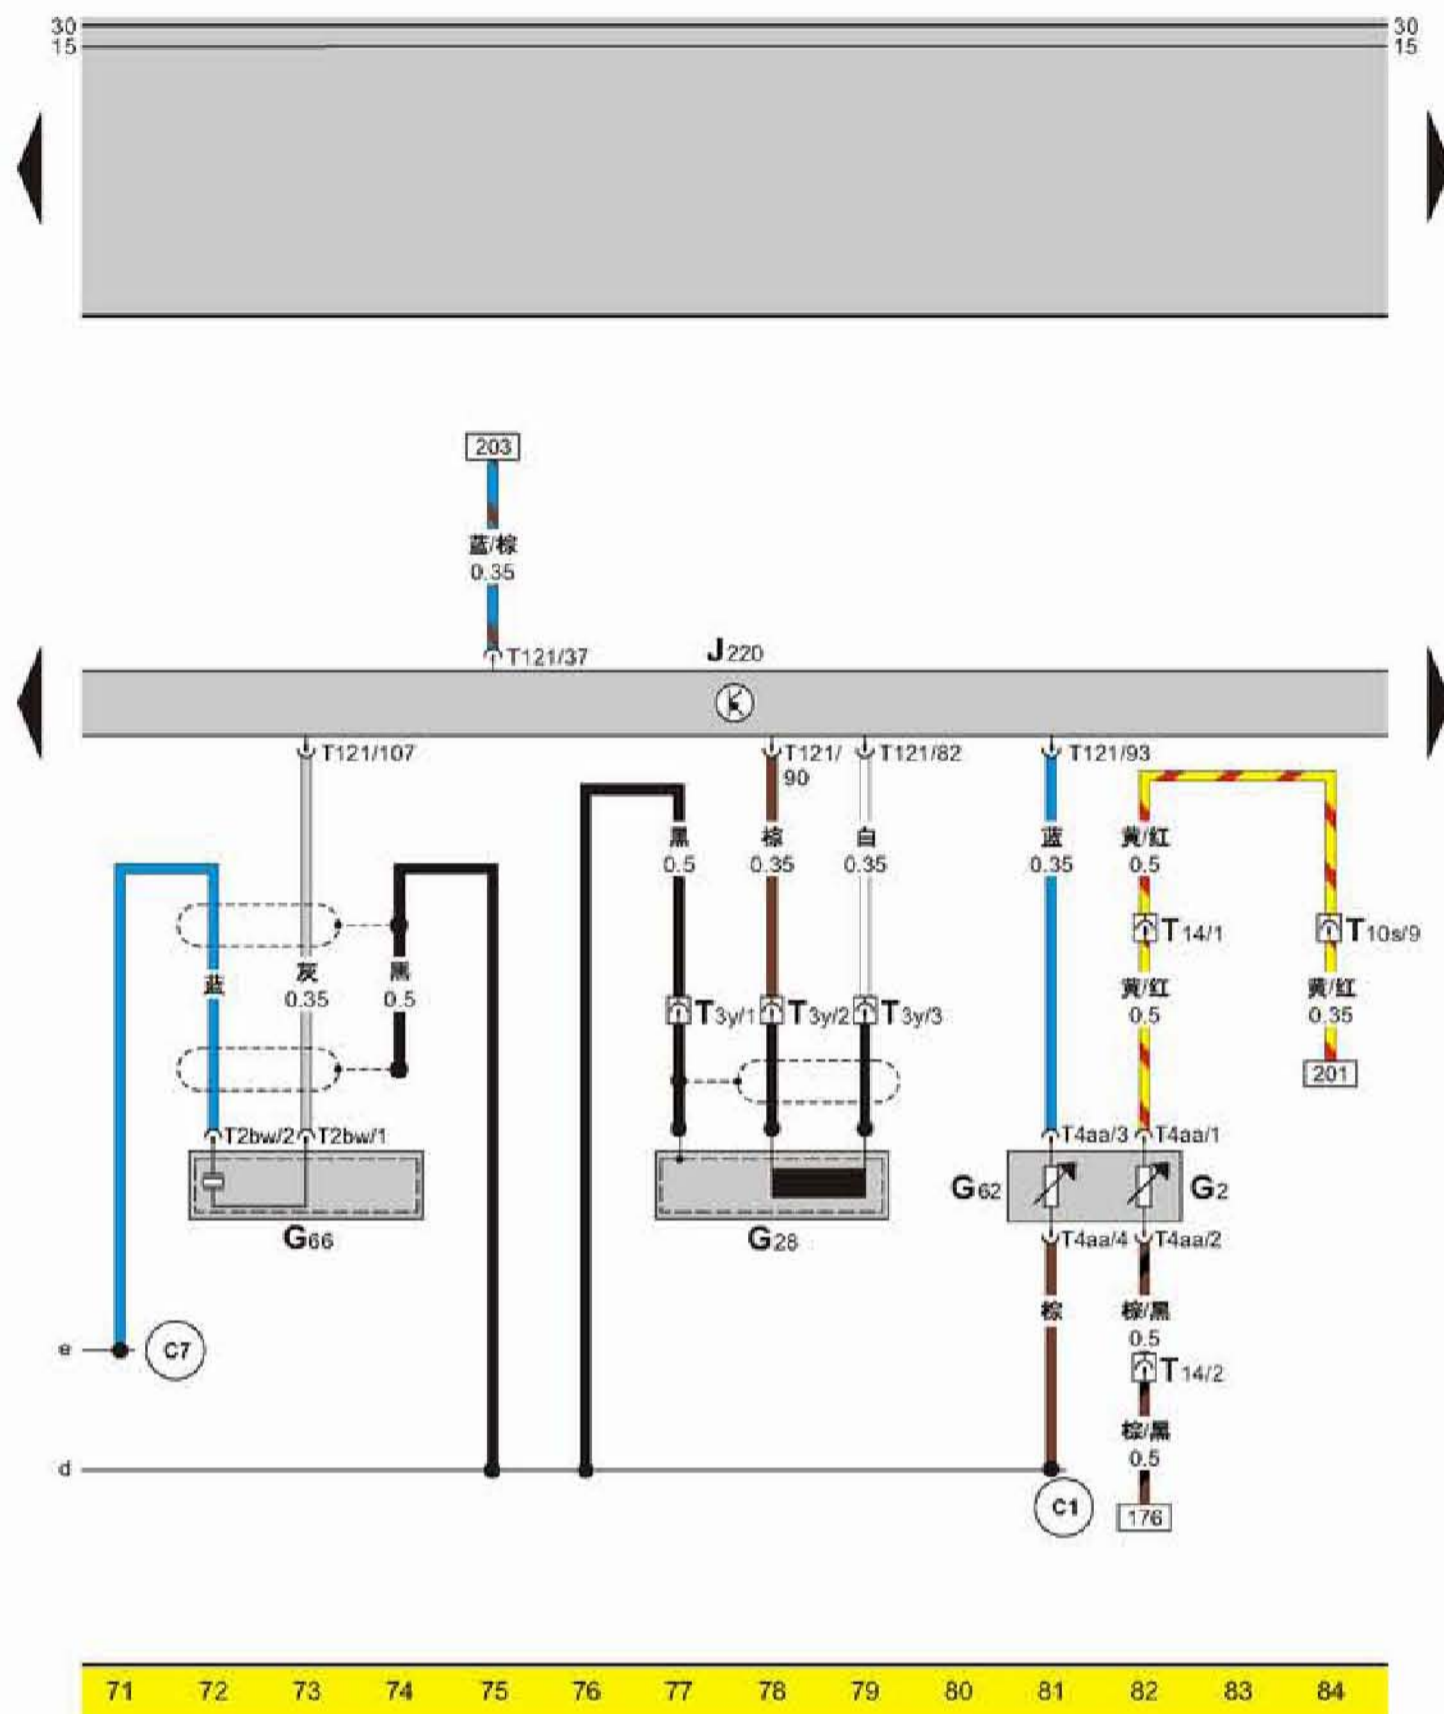 30 30
15 15
203
蓝/棕
0.35
T121/37
J220
T121/107
T121/
90
T121/82
T121/93
黑
0.5
棕
0.35
白
0.35
蓝
0.35
黄/红
0.5
T14/1
T10s/9
蓝
灰
0.35
黑
0.5
黄/红
0.5
黄/红
0.35
T3y/1 T3y/2 T3y/3
201
T2bw/2 T2bw/1
T4aa/3 T4aa/1
G62
G2
G66
G28
T4aa/4 T4aa/2
棕
棕/黑
0.5
e
C7
T14/2
棕/黑
0.5
d
C1
176
71 72 73 74 75 76 77 78 79 80 81 82 83 84